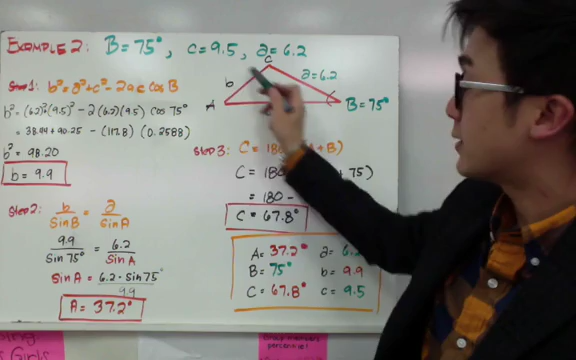 EXAMPLE 2: B = 75°, c = 9.5, a = 6.2
C
b
a = 6.2
A
B = 75°
Step 1: b² = a² + c² - 2ac cos B
b² = (6.2)² (9.5)² - 2(6.2)(9.5) cos 75°
= 38.44 + 90.25 - (117.8) (0.2588)
b² = 98.20
b = 9.9
Step 2: b/Sin B = a/Sin A
9.9/Sin 75° = 6.2/Sin A
Sin A = 6.2 · Sin 75°/9.9
A = 37.2°
Step 3: C = 180 + B)
C = 180 + 75)
= 180 -
C = 67.8°
A = 37.2° a = 6.2
B = 75° b = 9.9
C = 67.8° c = 9.5
Girls
Group members